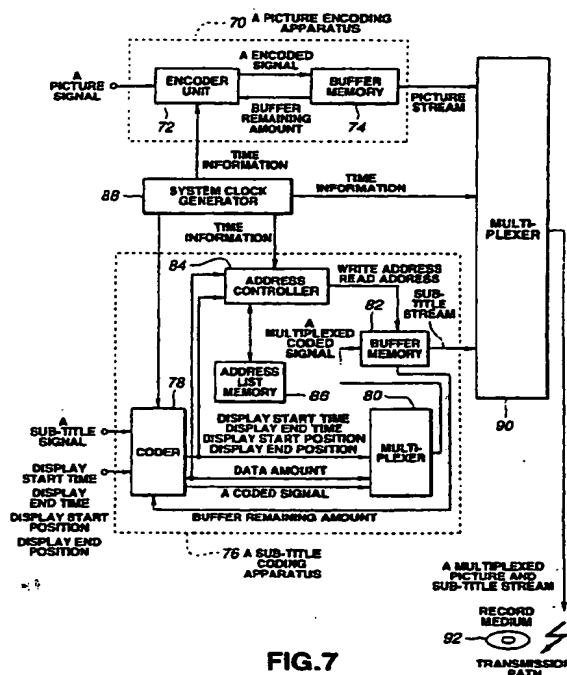 70 A PICTURE ENCODING
APPARATUS
A
PICTURE
SIGNAL
ENCODER
UNIT
72
A ENCODED
SIGNAL
BUFFER
REMAINING
AMOUNT
BUFFER
MEMORY
74
PICTURE
STREAM
TIME
INFORMATION
88
SYSTEM CLOCK
GENERATOR
TIME
INFORMATION
TIME
INFORMATION
MULTI-
PLEXER
90
84
ADDRESS
CONTROLLER
WRITE ADDRESS
READ ADDRESS
82
SUB-
TITLE
STREAM
A
MULTIPLEXED
CODED SIGNAL
BUFFER
MEMORY
ADDRESS
LIST MEMORY
86
78
80
A
SUB-TITLE
SIGNAL
CODER
DISPLAY START TIME
DISPLAY END TIME
DISPLAY START POSITION
DISPLAY END POSITION
MULTI-
PLEXER
DISPLAY
START TIME
DISPLAY
END TIME
DISPLAY START
POSITION
DISPLAY
END POSITION
DATA AMOUNT
A CODED SIGNAL
BUFFER REMAINING AMOUNT
76 A SUB-TITLE
CODING
APPARATUS
A MULTIPLEXED
PICTURE AND
SUB-TITLE STREAM
RECORD
MEDIUM
92
TRANSMISSION
PATH
FIG.7